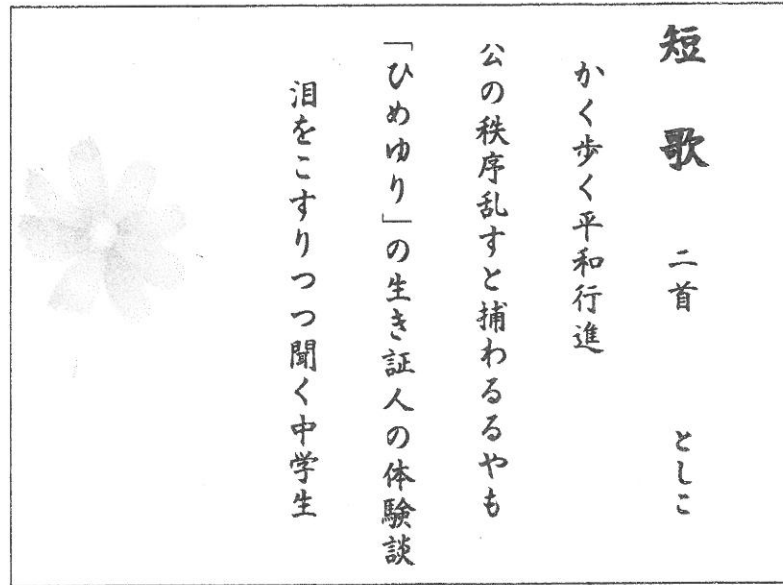 短歌 二首 としこ
かく歩く平和行進
公の秩序乱すと捕わるるやも
「ひめゆり」の生き証人の体験談
泪をこすりつつ聞く中学生